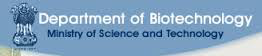 Department of Biotechnology
Ministry of Science and Technology